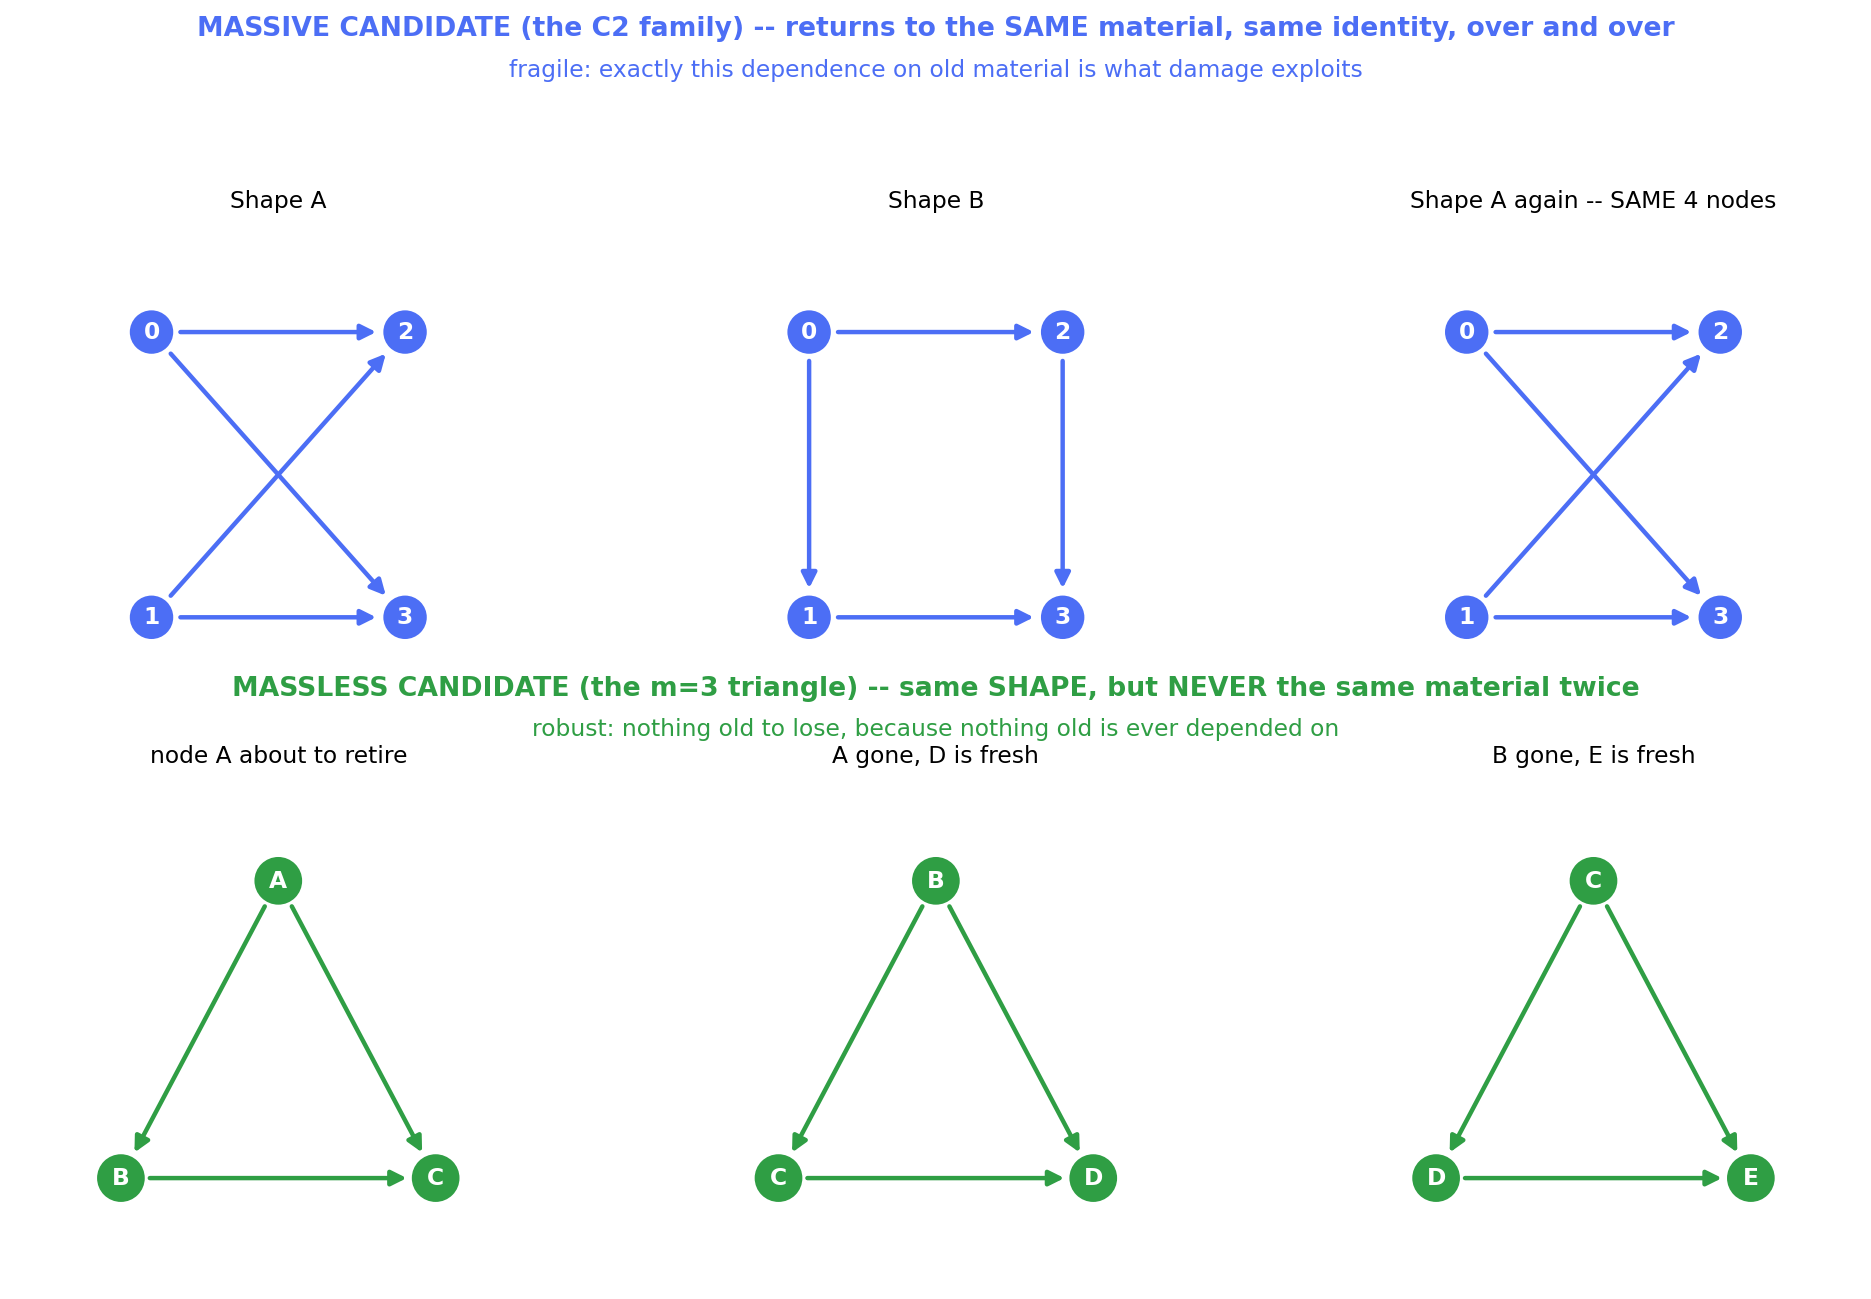 MASSIVE CANDIDATE (the C2 family) -- returns to the SAME material, same identity, over and over
fragile: exactly this dependence on old material is what damage exploits
Shape A
Shape B
Shape A again -- SAME 4 nodes
0
2
0
2
0
2
1
3
1
3
1
3
MASSLESS CANDIDATE (the m=3 triangle) -- same SHAPE, but NEVER the same material twice
robust: nothing old to lose, because nothing old is ever depended on
node A about to retire
A gone, D is fresh
B gone, E is fresh
A
B
C
B
C
C
D
D
E